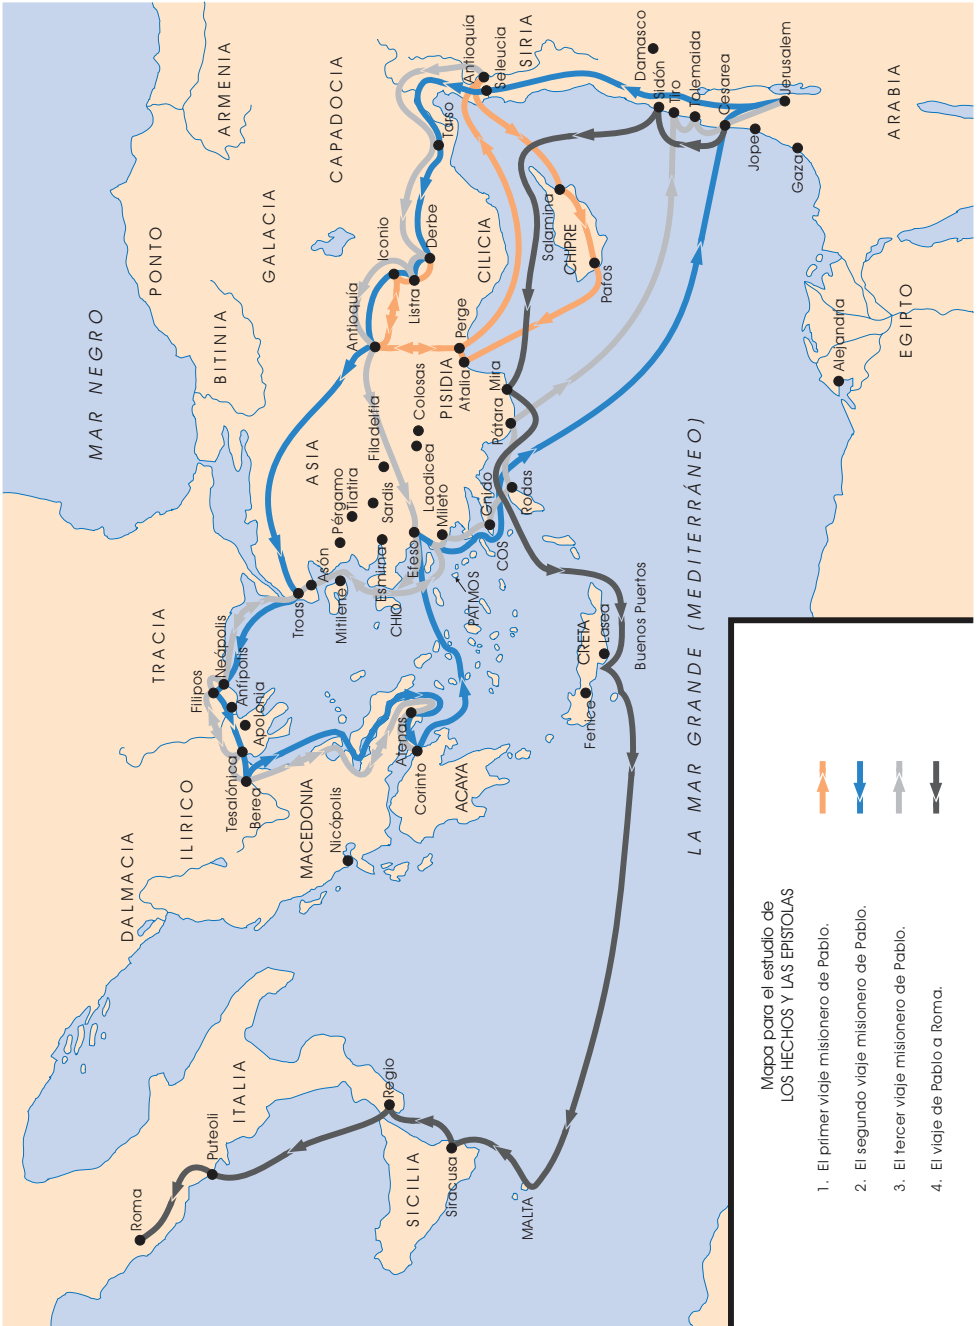 Mapa para el estudio de
LOS HECHOS Y LAS EPISTOLAS
1. El primer viaje misionero de Pablo.
2. El segundo viaje misionero de Pablo.
3. El tercer viaje misionero de Pablo.
4. El viaje de Pablo a Roma.
MAR NEGRO
LA MAR GRANDE (MEDITERRÁNEO)
DALMACIA
ILIRICO
TRACIA
MACEDONIA
ACAYA
ITALIA
SICILIA
MALTA
CRETA
ASIA
BITINIA
PONTO
GALACIA
ARMENIA
CAPADOCIA
CILICIA
PISIDIA
SIRIA
CHIPRE
ARABIA
EGIPTO
Roma
Puteoli
Regio
Siracusa
Nicópolis
Berea
Tesalónica
Apolonia
Anfípolis
Neápolis
Filipos
Atenas
Corinto
Fenice
Lasea
Buenos Puertos
Troas
Asón
Mitilene
CHIO
PATMOS
COS
Pérgamo
Tiatira
Sardis
Esmirna
Efeso
Filadelfia
Laodicea
Colosas
Mileto
Gnido
Rodas
Pátara
Mira
Atalia
Perge
Antioquía
Iconio
Listra
Derbe
Tarso
Antioquía
Seleucia
Salamina
Pafos
Damasco
Sidón
Tiro
Tolemaida
Cesarea
Jerusalem
Jope
Gaza
Alejandria